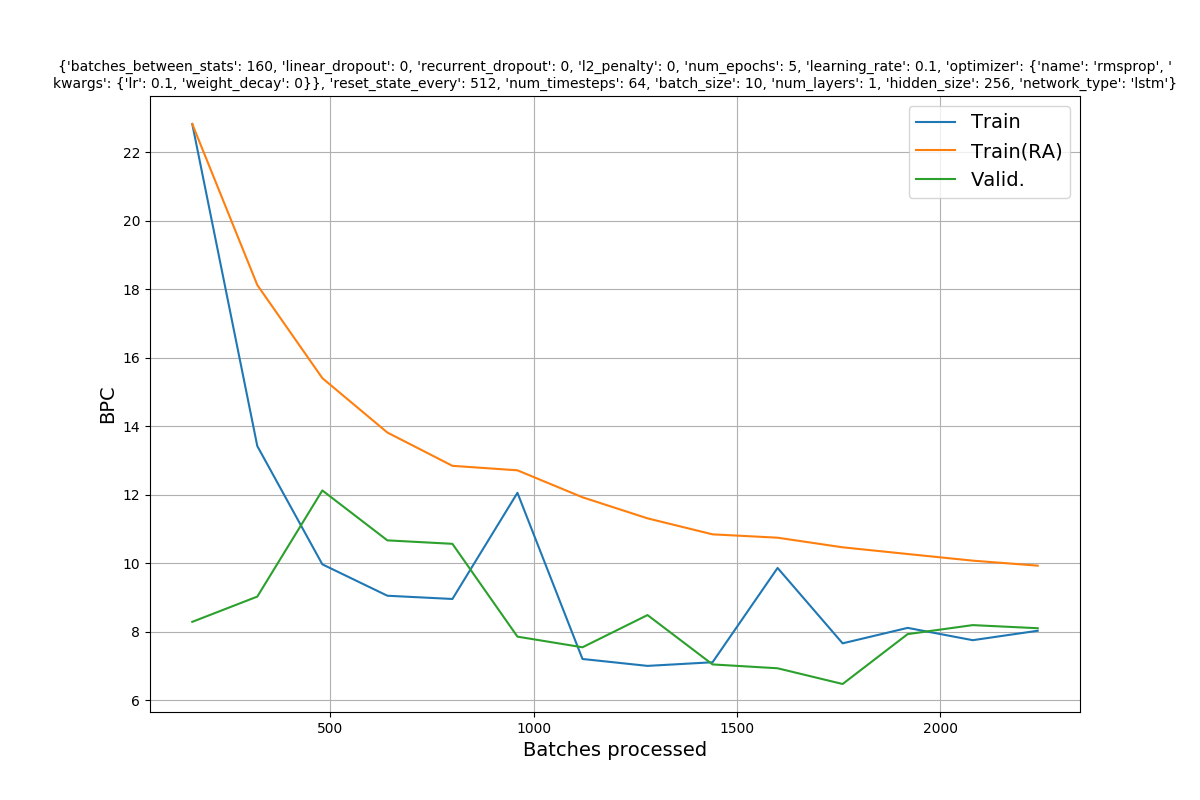 {'batches_between_stats': 160, 'linear_dropout': 0, 'recurrent_dropout': 0, 'l2_penalty': 0, 'num_epochs': 5, 'learning_rate': 0.1, 'optimizer': {'name': 'rmsprop', '
kwargs': {'lr': 0.1, 'weight_decay': 0}}, 'reset_state_every': 512, 'num_timesteps': 64, 'batch_size': 10, 'num_layers': 1, 'hidden_size': 256, 'network_type': 'lstm'}
Train
Train(RA)
Valid.
22
20
18
16
14
12
10
8
6
BPC
500
1000
1500
2000
Batches processed